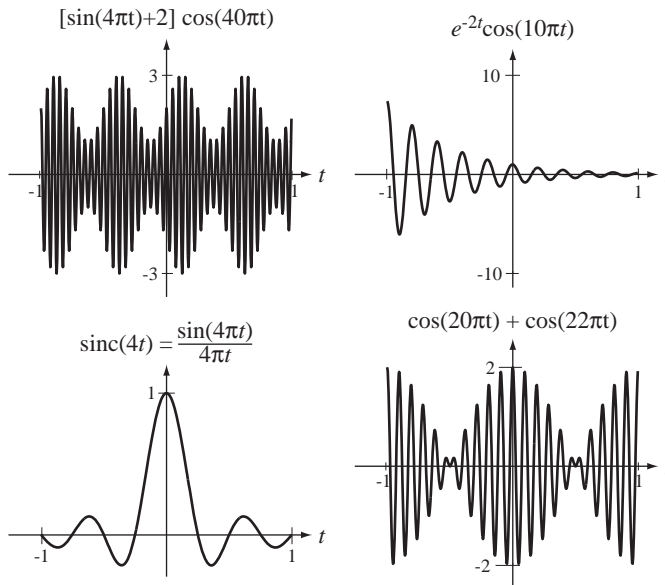 [sin(4πt)+2] cos(40πt)
3
-1
1
t
-3
e^{-2t}cos(10πt)
10
-1
1
-10
sinc(4t) = sin(4πt)
4πt
1
-1
1
t
cos(20πt) + cos(22πt)
2
-1
1
-2